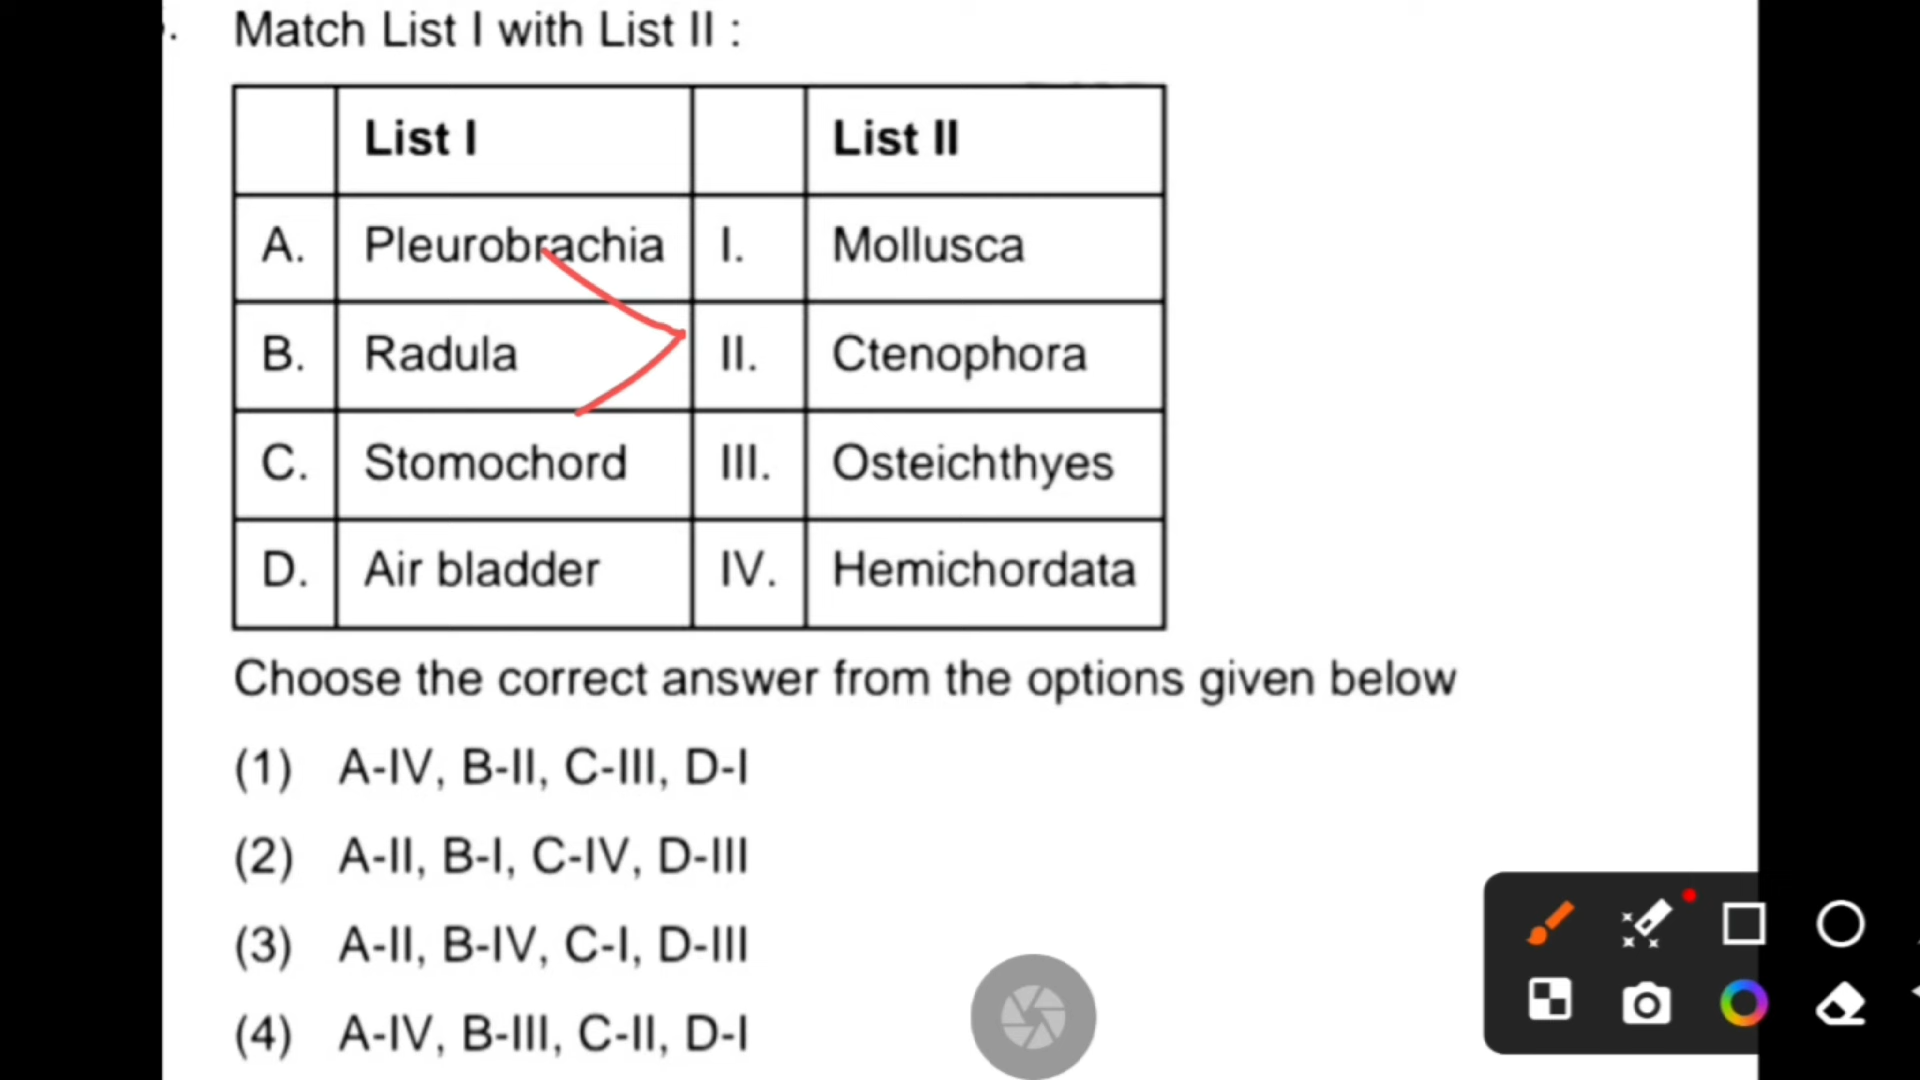 Match List I with List II :
List I List II
A. Pleurobrachia I. Mollusca
B. Radula II. Ctenophora
C. Stomochord III. Osteichthyes
D. Air bladder IV. Hemichordata
Choose the correct answer from the options given below
(1) A-IV, B-II, C-III, D-I
(2) A-II, B-I, C-IV, D-III
(3) A-II, B-IV, C-I, D-III
(4) A-IV, B-III, C-II, D-I